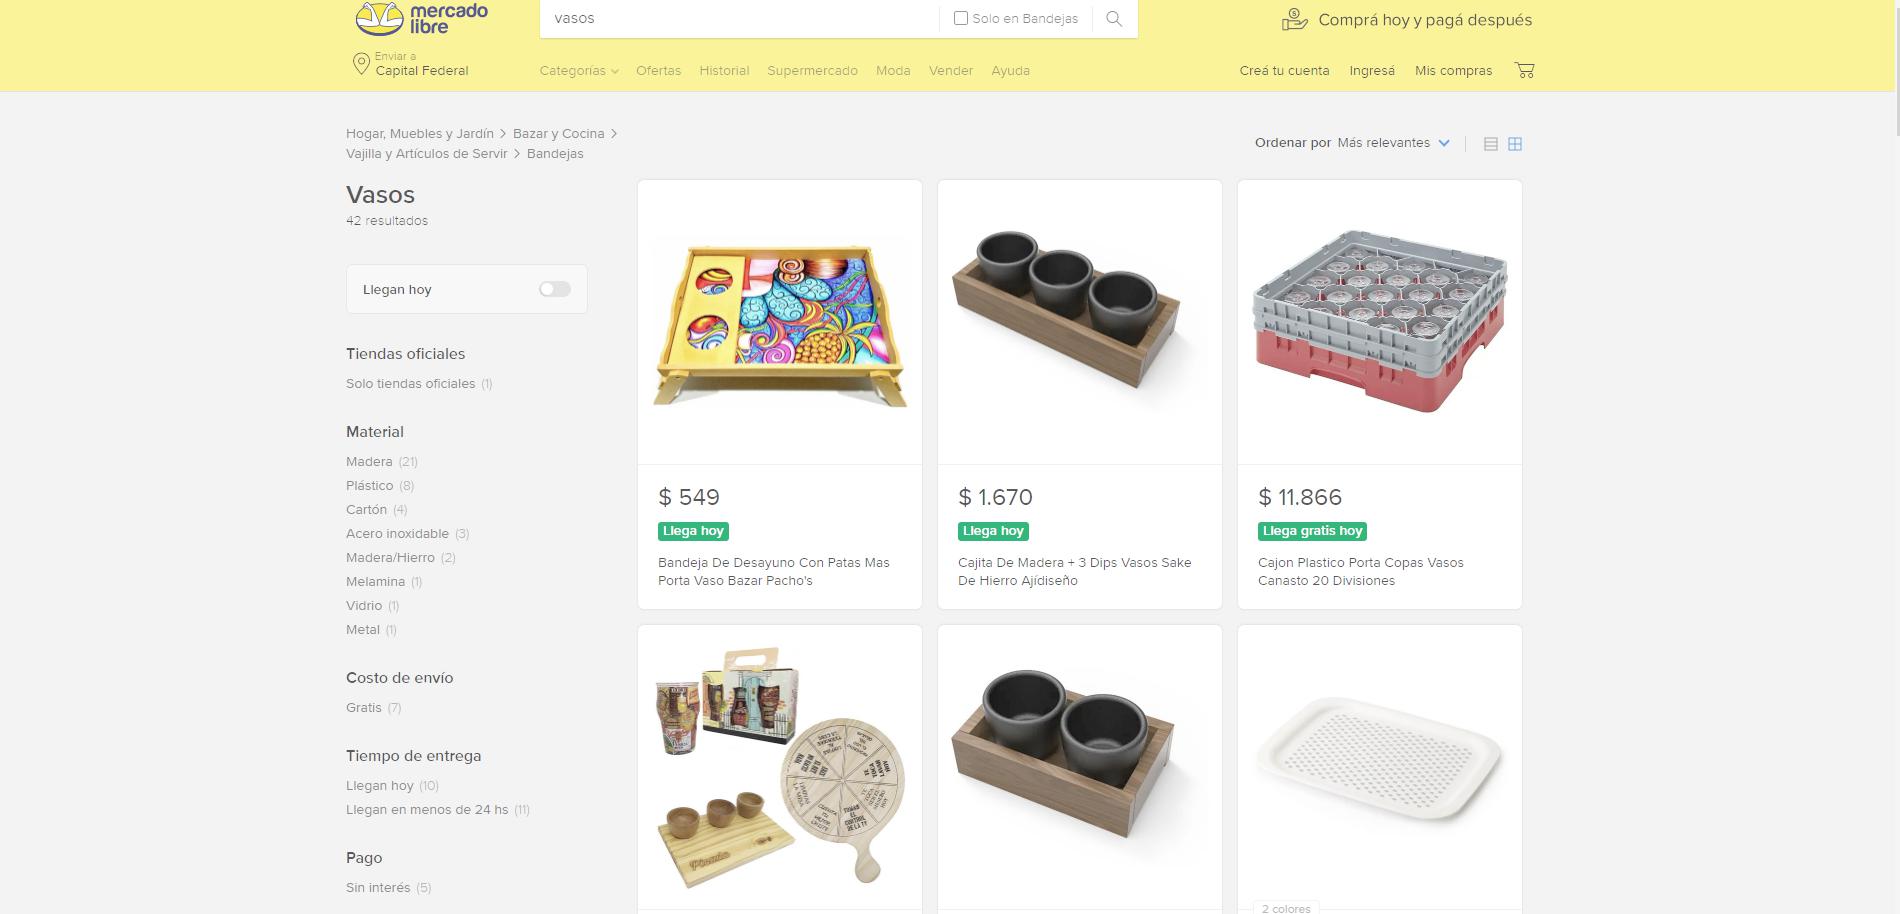 mercado
libre
vasos
Solo en Bandejas
Comprá hoy y pagá después
Enviar a
Capital Federal
Categorías
Ofertas
Historial
Supermercado
Moda
Vender
Ayuda
Creá tu cuenta
Ingresá
Mis compras
Hogar, Muebles y Jardín > Bazar y Cocina >
Vajilla y Artículos de Servir > Bandejas
Ordenar por Más relevantes
Vasos
42 resultados
Llegan hoy
Tiendas oficiales
Solo tiendas oficiales (1)
Material
Madera (21)
Plástico (8)
Cartón (4)
Acero inoxidable (3)
Madera/Hierro (2)
Melamina (1)
Vidrio (1)
Metal (1)
Costo de envío
Gratis (7)
Tiempo de entrega
Llegan hoy (10)
Llegan en menos de 24 hs (11)
Pago
Sin interés (5)
$ 549
Llega hoy
Bandeja De Desayuno Con Patas Mas
Porta Vaso Bazar Pacho's
$ 1.670
Llega hoy
Cajita De Madera + 3 Dips Vasos Sake
De Hierro Ajídiseño
$ 11.866
Llega gratis hoy
Cajon Plastico Porta Copas Vasos
Canasto 20 Divisiones
2 colores